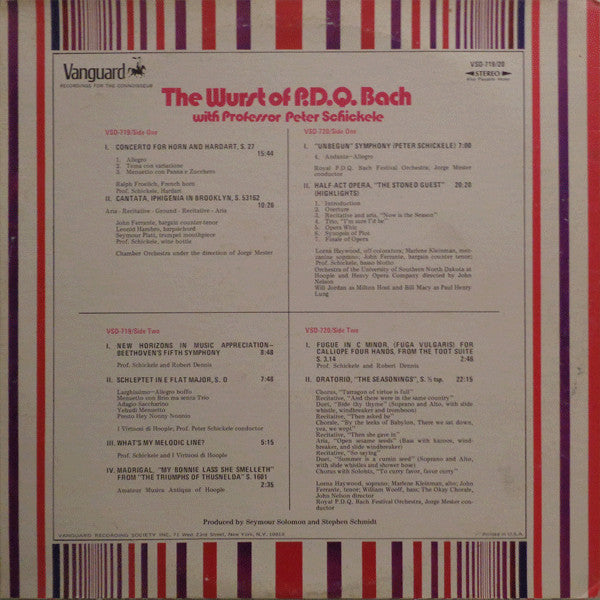 Vanguard
RECORDINGS FOR THE CONNOISSEUR
VSD-719/20
STEREO
Also Playable Mono
The Wurst of P.D.Q. Bach
with Professor Peter Schickele
VSD-719/Side One
I. CONCERTO FOR HORN AND HARDART, S. 27
15:44
1. Allegro
2. Tema con variazione
3. Menuetto con Panna e Zucchero
Ralph Froelich, French horn
Prof. Schickele, Hardart
II. CANTATA, IPHIGENIA IN BROOKLYN, S. 53162
10:26
Aria - Recitative - Ground - Recitative - Aria
John Ferrante, bargain counter-tenor
Leonid Hambro, harpsichord
Seymour Platt, trumpet mouthpiece
Prof. Schickele, wine bottle
Chamber Orchestra under the direction of Jorge Mester
VSD-720/Side One
I. "UNBEGUN" SYMPHONY (PETER SCHICKELE) 7:00
4. Andante—Allegro
Royal P.D.Q. Bach Festival Orchestra, Jorge Mester
conductor
II. HALF-ACT OPERA, "THE STONED GUEST" 20:20
(HIGHLIGHTS)
1. Introduction
2. Overture
3. Recitative and aria, "Now is the Season"
4. Trio, "I'm sure I'd be"
5. Opera Whiz
6. Synopsis of Plot
7. Finale of Opera
Lorna Haywood, off-coloratura; Marlene Kleinman, mez-
zanine soprano; John Ferrante, bargain counter tenor;
Prof. Schickele, basso blotto
Orchestra of the University of Southern North Dakota at
Hoople and Heavy Opera Company directed by John
Nelson
Will Jordan as Milton Host and Bill Macy as Paul Henry
Lung
VSD-719/Side Two
I. NEW HORIZONS IN MUSIC APPRECIATION—
BEETHOVEN'S FIFTH SYMPHONY 8:48
Prof. Schickele and Robert Dennis
II. SCHLEPTET IN E FLAT MAJOR, S. 0 7:48
Larghissimo—Allegro boffo
Menuetto con Brio ma senza Trio
Adagio Saccharino
Yehudi Menuetto
Presto Hey Nonny Nonnio
I Virtuosi di Hoople; Prof. Peter Schickele conductor
III. WHAT'S MY MELODIC LINE? 5:15
Prof. Schickele and I Virtuosi di Hoople
IV. MADRIGAL, "MY BONNIE LASS SHE SMELLETH"
FROM "THE TRIUMPHS OF THUSNELDA" S. 1601
2:35
Amateur Musica Antiqua of Hoople
VSD-720/Side Two
I. FUGUE IN C MINOR, (FUGA VULGARIS) FOR
CALLIOPE FOUR HANDS, FROM THE TOOT SUITE
S. 3.14 2:46
Prof. Schickele and Robert Dennis
II. ORATORIO, "THE SEASONINGS", S. ½ tsp. 22:15
Chorus, "Tarragon of virtue is full"
Recitative, "And there were in the same country"
Duet, "Bide thy thyme" (Soprano and Alto, with slide
whistle, windbreaker and tromboon)
Recitative, "Then asked he"
Chorale, "By the leeks of Babylon, There we sat down,
yea, we wept"
Recitative, "Then she gave in"
Aria, "Open sesame seeds" (Bass with kazoos, wind-
breaker, and slide windbreaker)
Recitative, "So saying"
Duet, "Summer is a cumin seed" (Soprano and Alto,
with slide whistles and shower hose)
Chorus with Soloists, "To curry favor, favor curry"
Lorna Haywood, soprano; Marlene Kleinman, alto; John
Ferrante, tenor; William Woolf, bass, The Okay Chorale,
John Nelson director
Royal P.D.Q. Bach Festival Orchestra, Jorge Mester con-
ductor
Produced by Seymour Solomon and Stephen Schmidt
VANGUARD RECORDING SOCIETY INC., 71 West 23rd Street, New York, N.Y. 10010
Printed in U.S.A.